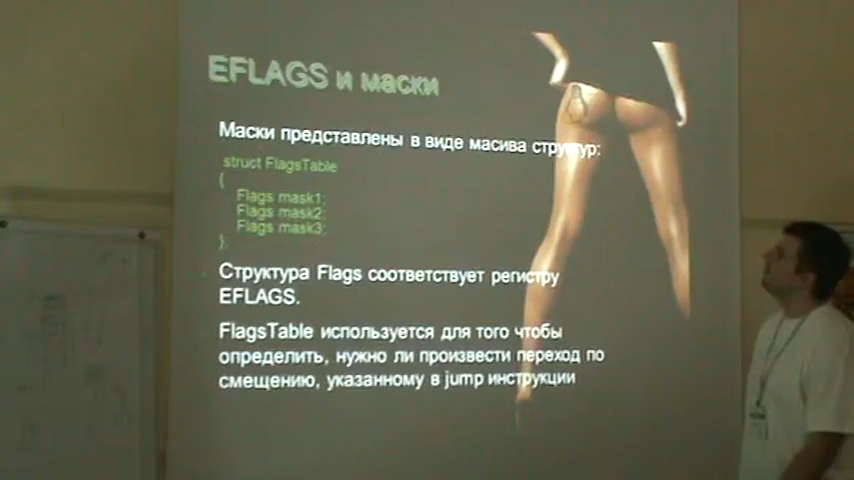 EFLAGS и маски
Маски представлены в виде масива структур:
struct FlagsTable
{
Flags mask1;
Flags mask2;
Flags mask3;
};
Структура Flags соответствует регистру
EFLAGS.
FlagsTable используется для того чтобы
определить, нужно ли произвести переход по
смещению, указанному в jump инструкции